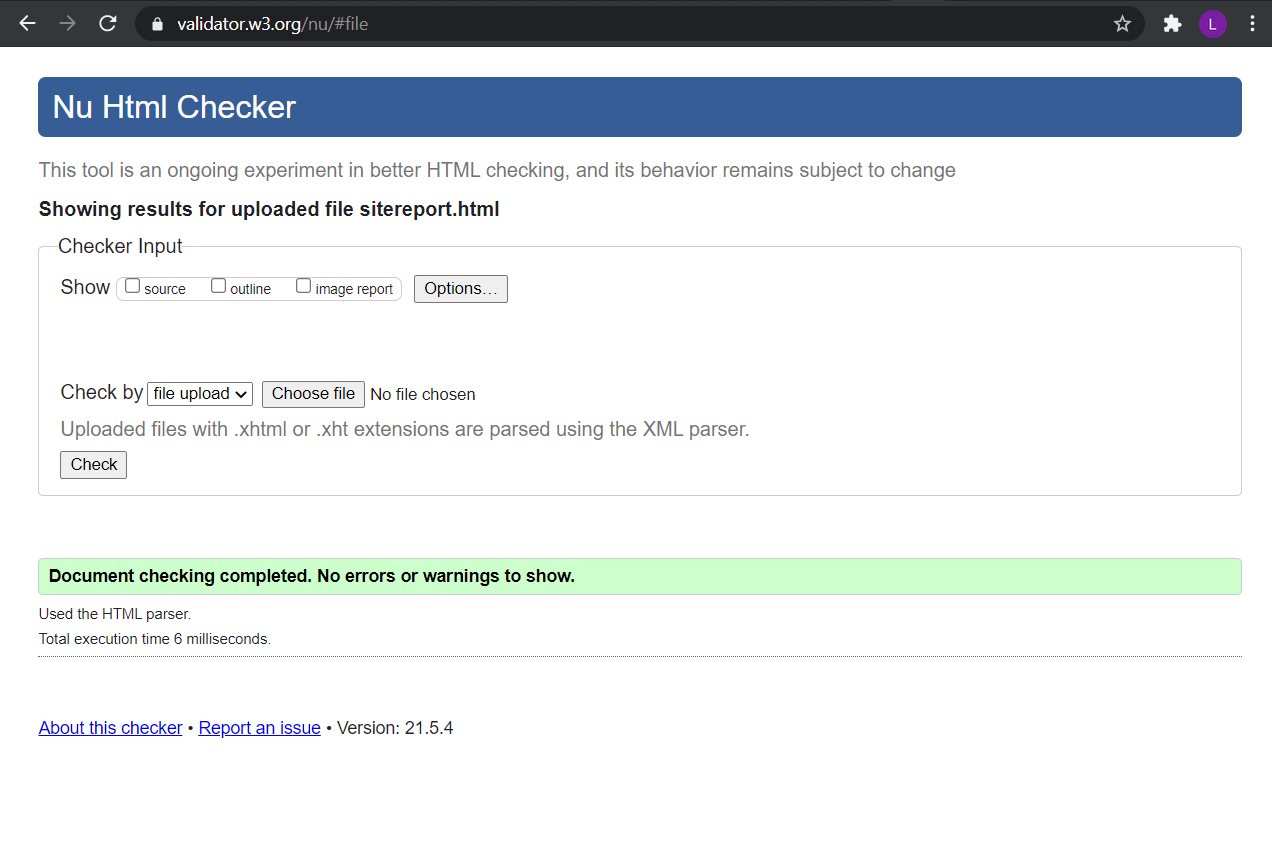 validator.w3.org/nu/#file
L
Nu Html Checker
This tool is an ongoing experiment in better HTML checking, and its behavior remains subject to change
Showing results for uploaded file sitereport.html
Checker Input
Show source outline image report Options…
Check by file upload Choose file No file chosen
Uploaded files with .xhtml or .xht extensions are parsed using the XML parser.
Check
Document checking completed. No errors or warnings to show.
Used the HTML parser.
Total execution time 6 milliseconds.
About this checker • Report an issue • Version: 21.5.4